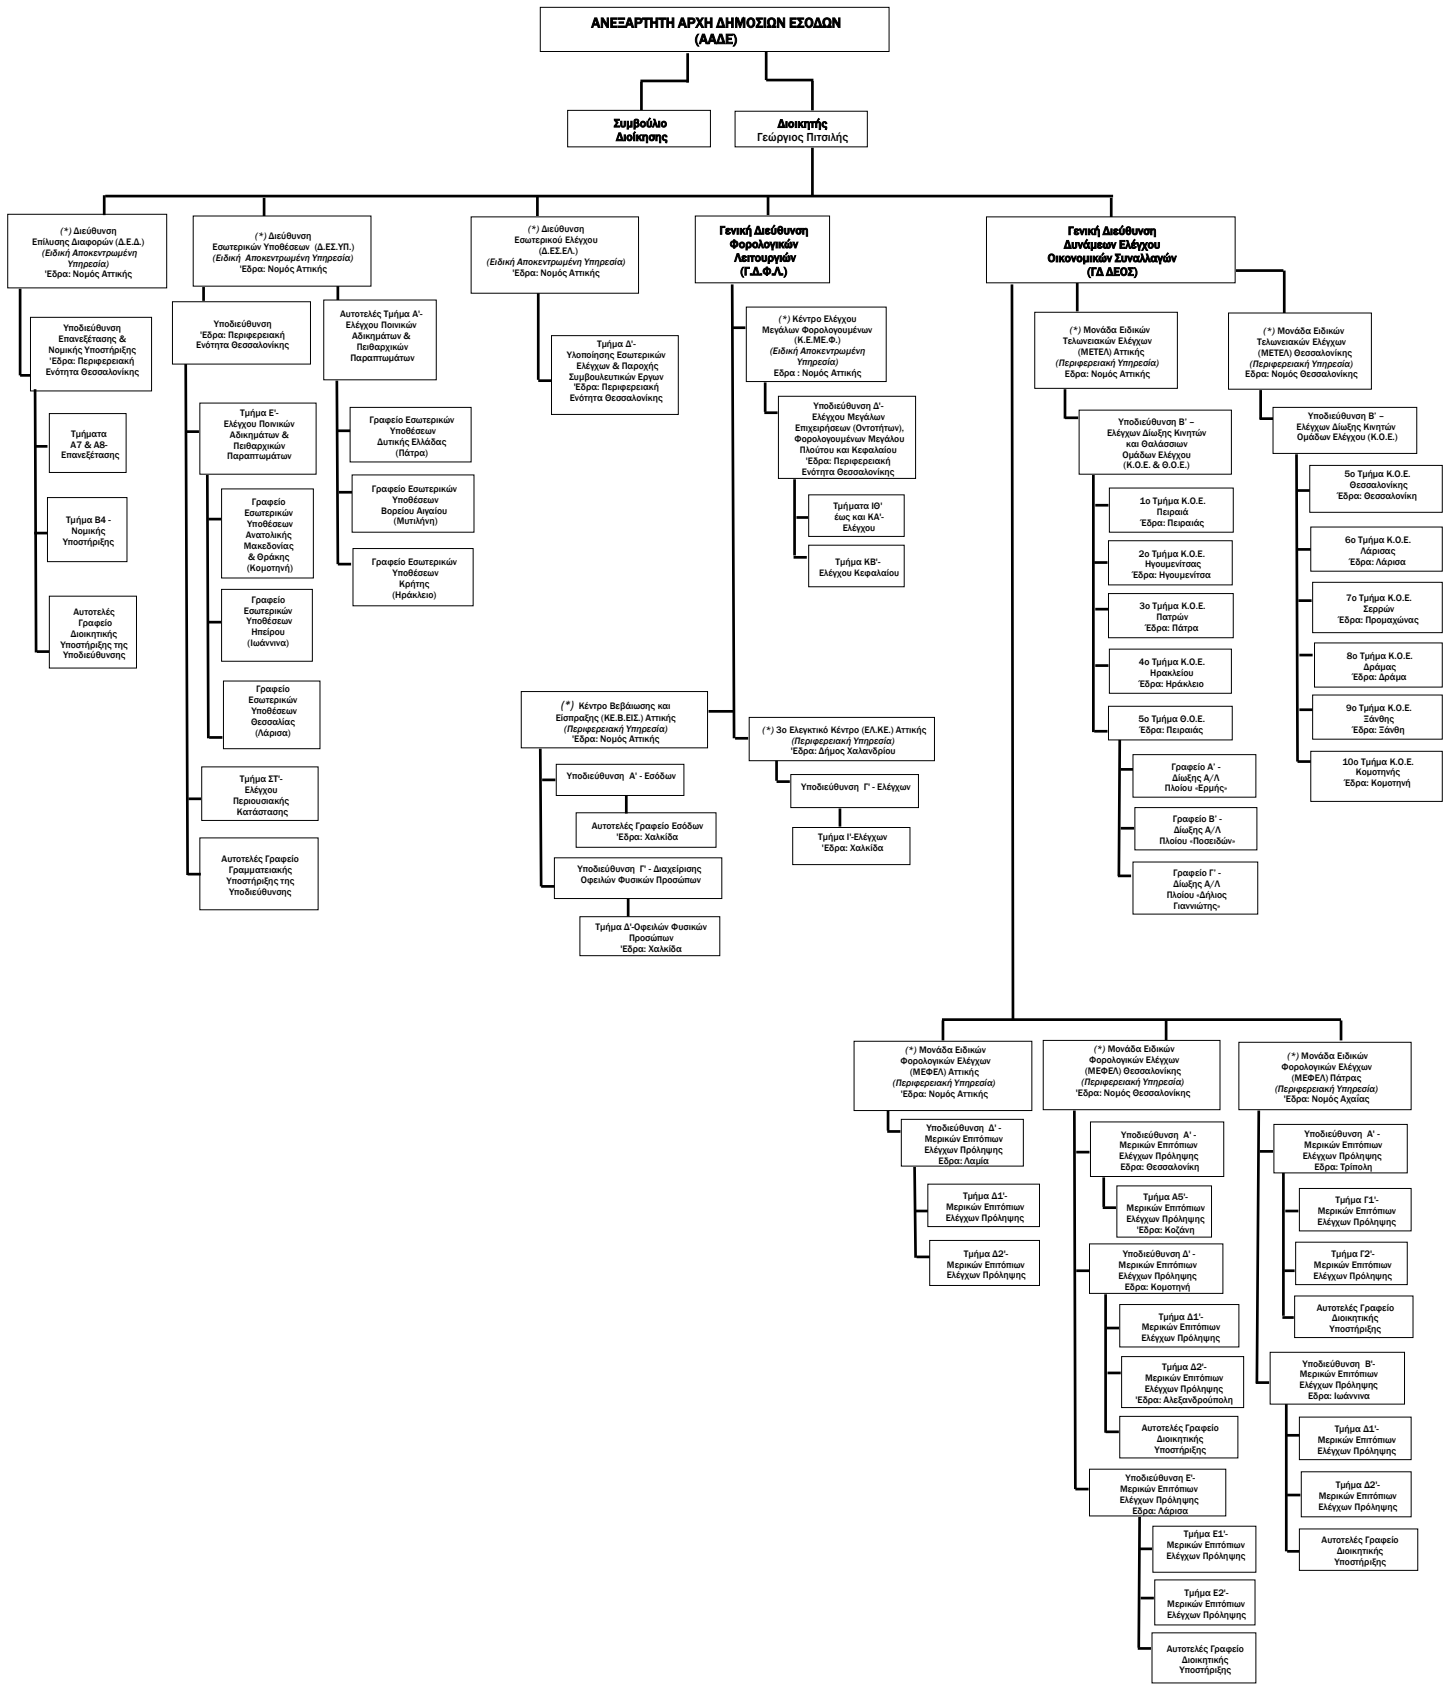 ΑΝΕΞΑΡΤΗΤΗ ΑΡΧΗ ΔΗΜΟΣΙΩΝ ΕΣΟΔΩΝ
(ΑΑΔΕ)
Συμβούλιο
Διοίκησης
Διοικητής
Γεώργιος Πιτσιλής
(*) Διεύθυνση
Επίλυσης Διαφορών (Δ.Ε.Δ.)
(Ειδική Αποκεντρωμένη
Υπηρεσία)
Έδρα: Νομός Αττικής
Υποδιεύθυνση
Επανεξέτασης &
Νομικής Υποστήριξης
Έδρα: Περιφερειακή
Ενότητα Θεσσαλονίκης
Τμήματα
Α7 & Α8-
Επανεξέτασης
Τμήμα Β4 -
Νομικής
Υποστήριξης
Αυτοτελές
Γραφείο
Διοικητικής
Υποστήριξης της
Υποδιεύθυνσης
(*) Διεύθυνση
Εσωτερικών Υποθέσεων (Δ.ΕΣ.ΥΠ.)
(Ειδική Αποκεντρωμένη Υπηρεσία)
Έδρα: Νομός Αττικής
Υποδιεύθυνση
Έδρα: Περιφερειακή
Ενότητα Θεσσαλονίκης
Τμήμα Ε'-
Ελέγχου Ποινικών
Αδικημάτων &
Πειθαρχικών
Παραπτωμάτων
Γραφείο
Εσωτερικών
Υποθέσεων
Ανατολικής
Μακεδονίας
& Θράκης
(Κομοτηνή)
Γραφείο
Εσωτερικών
Υποθέσεων
Ηπείρου
(Ιωάννινα)
Γραφείο
Εσωτερικών
Υποθέσεων
Θεσσαλίας
(Λάρισα)
Τμήμα ΣΤ'-
Ελέγχου
Περιουσιακής
Κατάστασης
Αυτοτελές Γραφείο
Γραμματειακής
Υποστήριξης της
Υποδιεύθυνσης
Αυτοτελές Τμήμα Α'-
Ελέγχου Ποινικών
Αδικημάτων &
Πειθαρχικών
Παραπτωμάτων
Γραφείο Εσωτερικών
Υποθέσεων
Δυτικής Ελλάδας
(Πάτρα)
Γραφείο Εσωτερικών
Υποθέσεων
Βορείου Αιγαίου
(Μυτιλήνη)
Γραφείο Εσωτερικών
Υποθέσεων
Κρήτης
(Ηράκλειο)
(*) Διεύθυνση
Εσωτερικού Ελέγχου
(Δ.ΕΣ.ΕΛ.)
(Ειδική Αποκεντρωμένη Υπηρεσία)
Έδρα: Νομός Αττικής
Τμήμα Δ'-
Υλοποίησης Εσωτερικών
Ελέγχων & Παροχής
Συμβουλευτικών Εργων
Έδρα: Περιφερειακή
Ενότητα Θεσσαλονίκης
Γενική Διεύθυνση
Φορολογικών
Λειτουργιών
(Γ.Δ.Φ.Λ.)
(*) Κέντρο Ελέγχου
Μεγάλων Φορολογουμένων
(Κ.Ε.ΜΕ.Φ.)
(Ειδική Αποκεντρωμένη
Υπηρεσία)
Εδρα : Νομός Αττικής
Υποδιεύθυνση Δ'-
Ελέγχου Μεγάλων
Επιχειρήσεων (Οντοτήτων),
Φορολογουμένων Μεγάλου
Πλούτου και Κεφαλαίου
Έδρα: Περιφερειακή
Ενότητα Θεσσαλονίκης
Τμήματα ΙΘ'
έως και ΚΑ'-
Ελέγχου
Τμήμα ΚΒ'-
Ελέγχου Κεφαλαίου
(*) Κέντρο Βεβαίωσης και
Είσπραξης (ΚΕ.Β.ΕΙΣ.) Αττικής
(Περιφερειακή Υπηρεσία)
Έδρα: Νομός Αττικής
Υποδιεύθυνση Α' - Εσόδων
Αυτοτελές Γραφείο Εσόδων
Έδρα: Χαλκίδα
Υποδιεύθυνση Γ' - Διαχείρισης
Οφειλών Φυσικών Προσώπων
Τμήμα Δ'-Οφειλών Φυσικών
Προσώπων
Έδρα: Χαλκίδα
(*) 3ο Ελεγκτικό Κέντρο (ΕΛ.ΚΕ.) Αττικής
(Περιφερειακή Υπηρεσία)
Έδρα: Δήμος Χαλανδρίου
Υποδιεύθυνση Γ' - Ελέγχων
Τμήμα Ι'-Ελέγχων
Έδρα: Χαλκίδα
Γενική Διεύθυνση
Δυνάμεων Ελέγχου
Οικονομικών Συναλλαγών
(ΓΔ ΔΕΟΣ)
(*) Μονάδα Ειδικών
Τελωνειακών Ελέγχων
(ΜΕΤΕΛ) Αττικής
(Περιφερειακή Υπηρεσία)
Έδρα: Νομός Αττικής
Υποδιεύθυνση Β' –
Ελέγχων Δίωξης Κινητών
και Θαλάσσιων
Ομάδων Ελέγχου
(Κ.Ο.Ε. & Θ.Ο.Ε.)
1ο Τμήμα Κ.Ο.Ε.
Πειραιά
Έδρα: Πειραιάς
2ο Τμήμα Κ.Ο.Ε.
Ηγουμενίτσας
Έδρα: Ηγουμενίτσα
3ο Τμήμα Κ.Ο.Ε.
Πατρών
Έδρα: Πάτρα
4ο Τμήμα Κ.Ο.Ε.
Ηρακλείου
Έδρα: Ηράκλειο
5ο Τμήμα Θ.Ο.Ε.
Έδρα: Πειραιάς
Γραφείο Α' -
Δίωξης Α/Λ
Πλοίου «Ερμής»
Γραφείο Β' -
Δίωξης Α/Λ
Πλοίου «Ποσειδών»
Γραφείο Γ' -
Δίωξης Α/Λ
Πλοίου «Δήλιος
Γιαννιώτης»
(*) Μονάδα Ειδικών
Τελωνειακών Ελέγχων
(ΜΕΤΕΛ) Θεσσαλονίκης
(Περιφερειακή Υπηρεσία)
Έδρα: Νομός Θεσσαλονίκης
Υποδιεύθυνση Β' –
Ελέγχων Δίωξης Κινητών
Ομάδων Ελέγχου (Κ.Ο.Ε.)
5ο Τμήμα Κ.Ο.Ε.
Θεσσαλονίκης
Έδρα: Θεσσαλονίκη
6ο Τμήμα Κ.Ο.Ε.
Λάρισας
Έδρα: Λάρισα
7ο Τμήμα Κ.Ο.Ε.
Σερρών
Έδρα: Προμαχώνας
8ο Τμήμα Κ.Ο.Ε.
Δράμας
Έδρα: Δράμα
9ο Τμήμα Κ.Ο.Ε.
Ξάνθης
Έδρα: Ξάνθη
10ο Τμήμα Κ.Ο.Ε.
Κομοτηνής
Έδρα: Κομοτηνή
(*) Μονάδα Ειδικών
Φορολογικών Ελέγχων
(ΜΕΦΕΛ) Αττικής
(Περιφερειακή Υπηρεσία)
Έδρα: Νομός Αττικής
Υποδιεύθυνση Δ' -
Μερικών Επιτόπιων
Ελέγχων Πρόληψης
Εδρα: Λαμία
Τμήμα Δ1'-
Μερικών Επιτόπιων
Ελέγχων Πρόληψης
Τμήμα Δ2'-
Μερικών Επιτόπιων
Ελέγχων Πρόληψης
(*) Μονάδα Ειδικών
Φορολογικών Ελέγχων
(ΜΕΦΕΛ) Θεσσαλονίκης
(Περιφερειακή Υπηρεσία)
Έδρα: Νομός Θεσσαλονίκης
Υποδιεύθυνση Α' -
Μερικών Επιτόπιων
Ελέγχων Πρόληψης
Εδρα: Θεσσαλονίκη
Τμήμα Α5'-
Μερικών Επιτόπιων
Ελέγχων Πρόληψης
Έδρα: Κοζάνη
Υποδιεύθυνση Δ' -
Μερικών Επιτόπιων
Ελέγχων Πρόληψης
Εδρα: Κομοτηνή
Τμήμα Δ1'-
Μερικών Επιτόπιων
Ελέγχων Πρόληψης
Τμήμα Δ2'-
Μερικών Επιτόπιων
Ελέγχων Πρόληψης
Έδρα: Αλεξανδρούπολη
Αυτοτελές Γραφείο
Διοικητικής
Υποστήριξης
Υποδιεύθυνση Ε'-
Μερικών Επιτόπιων
Ελέγχων Πρόληψης
Εδρα: Λάρισα
Τμήμα Ε1'-
Μερικών Επιτόπιων
Ελέγχων Πρόληψης
Τμήμα Ε2'-
Μερικών Επιτόπιων
Ελέγχων Πρόληψης
Αυτοτελές Γραφείο
Διοικητικής
Υποστήριξης
(*) Μονάδα Ειδικών
Φορολογικών Ελέγχων
(ΜΕΦΕΛ) Πάτρας
(Περιφερειακή Υπηρεσία)
Έδρα: Νομός Αχαίας
Υποδιεύθυνση Α' -
Μερικών Επιτόπιων
Ελέγχων Πρόληψης
Εδρα: Τρίπολη
Τμήμα Γ1'-
Μερικών Επιτόπιων
Ελέγχων Πρόληψης
Τμήμα Γ2'-
Μερικών Επιτόπιων
Ελέγχων Πρόληψης
Αυτοτελές Γραφείο
Διοικητικής
Υποστήριξης
Υποδιεύθυνση Β'-
Μερικών Επιτόπιων
Ελέγχων Πρόληψης
Εδρα: Ιωάννινα
Τμήμα Δ1'-
Μερικών Επιτόπιων
Ελέγχων Πρόληψης
Τμήμα Δ2'-
Μερικών Επιτόπιων
Ελέγχων Πρόληψης
Αυτοτελές Γραφείο
Διοικητικής
Υποστήριξης